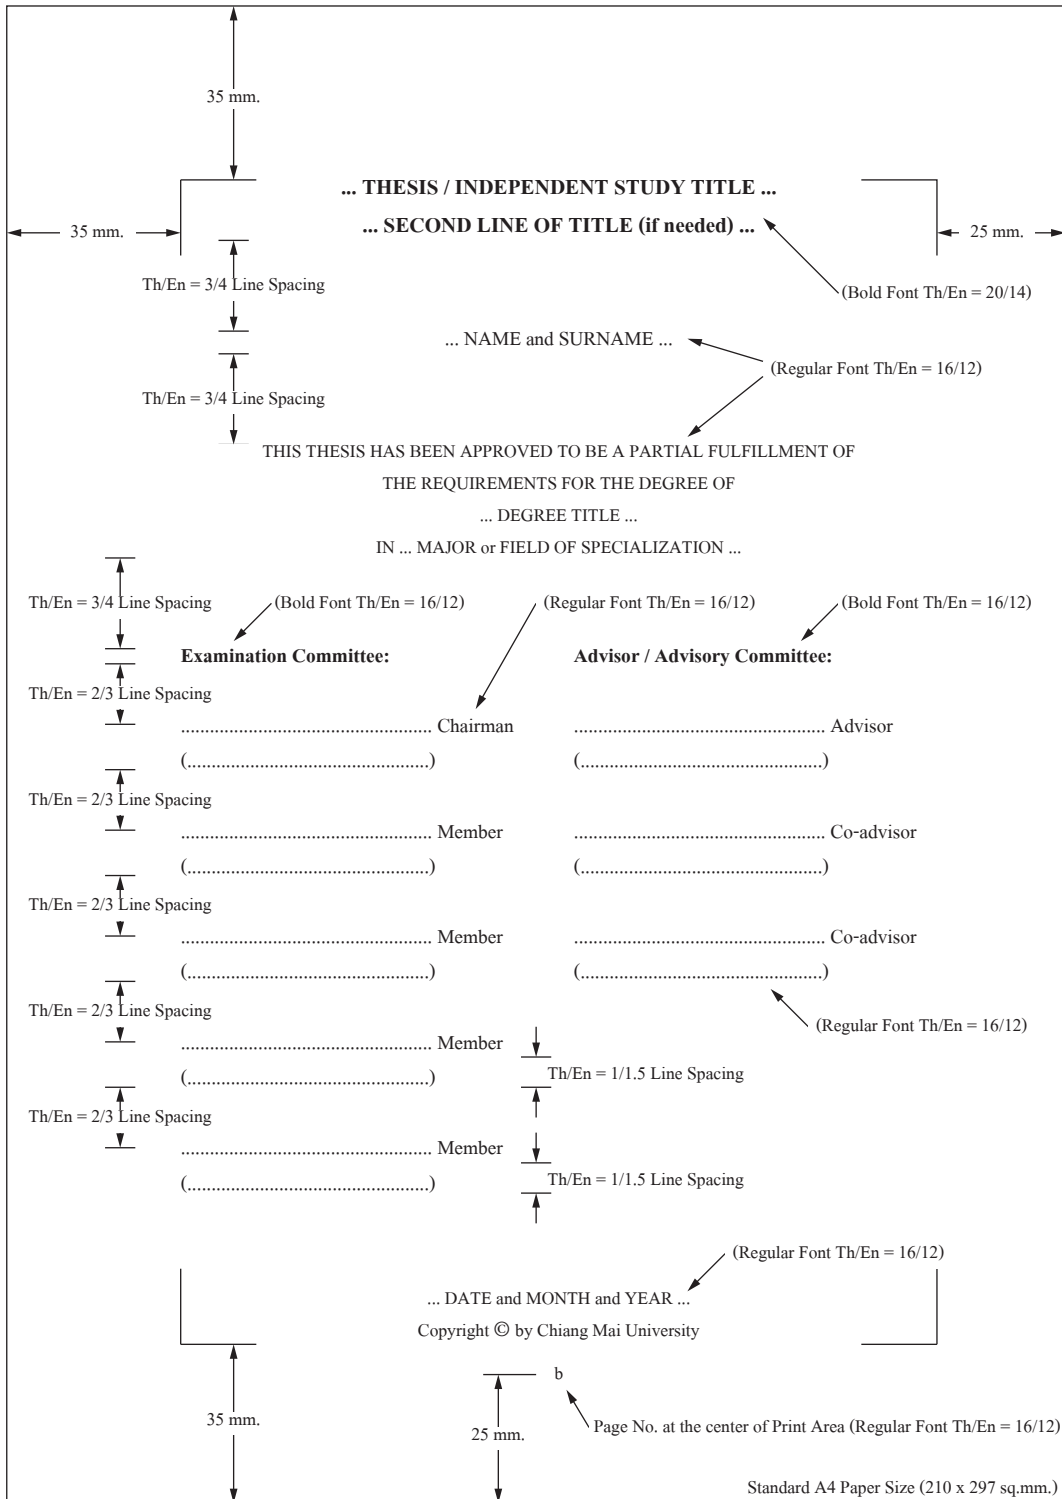 35 mm.
... THESIS / INDEPENDENT STUDY TITLE ...
... SECOND LINE OF TITLE (if needed) ...
35 mm.
25 mm.
Th/En = 3/4 Line Spacing
(Bold Font Th/En = 20/14)
... NAME and SURNAME ...
(Regular Font Th/En = 16/12)
Th/En = 3/4 Line Spacing
THIS THESIS HAS BEEN APPROVED TO BE A PARTIAL FULFILLMENT OF
THE REQUIREMENTS FOR THE DEGREE OF
... DEGREE TITLE ...
IN ... MAJOR or FIELD OF SPECIALIZATION ...
Th/En = 3/4 Line Spacing
(Bold Font Th/En = 16/12)
(Regular Font Th/En = 16/12)
(Bold Font Th/En = 16/12)
Examination Committee:
Advisor / Advisory Committee:
Th/En = 2/3 Line Spacing
.................................................... Chairman
.................................................... Advisor
(..................................................)
(..................................................)
Th/En = 2/3 Line Spacing
.................................................... Member
.................................................... Co-advisor
(..................................................)
(..................................................)
Th/En = 2/3 Line Spacing
.................................................... Member
.................................................... Co-advisor
(..................................................)
(..................................................)
Th/En = 2/3 Line Spacing
(Regular Font Th/En = 16/12)
.................................................... Member
(..................................................)
Th/En = 1/1.5 Line Spacing
Th/En = 2/3 Line Spacing
.................................................... Member
(..................................................)
Th/En = 1/1.5 Line Spacing
(Regular Font Th/En = 16/12)
... DATE and MONTH and YEAR ...
Copyright © by Chiang Mai University
b
35 mm.
25 mm.
Page No. at the center of Print Area (Regular Font Th/En = 16/12)
Standard A4 Paper Size (210 x 297 sq.mm.)